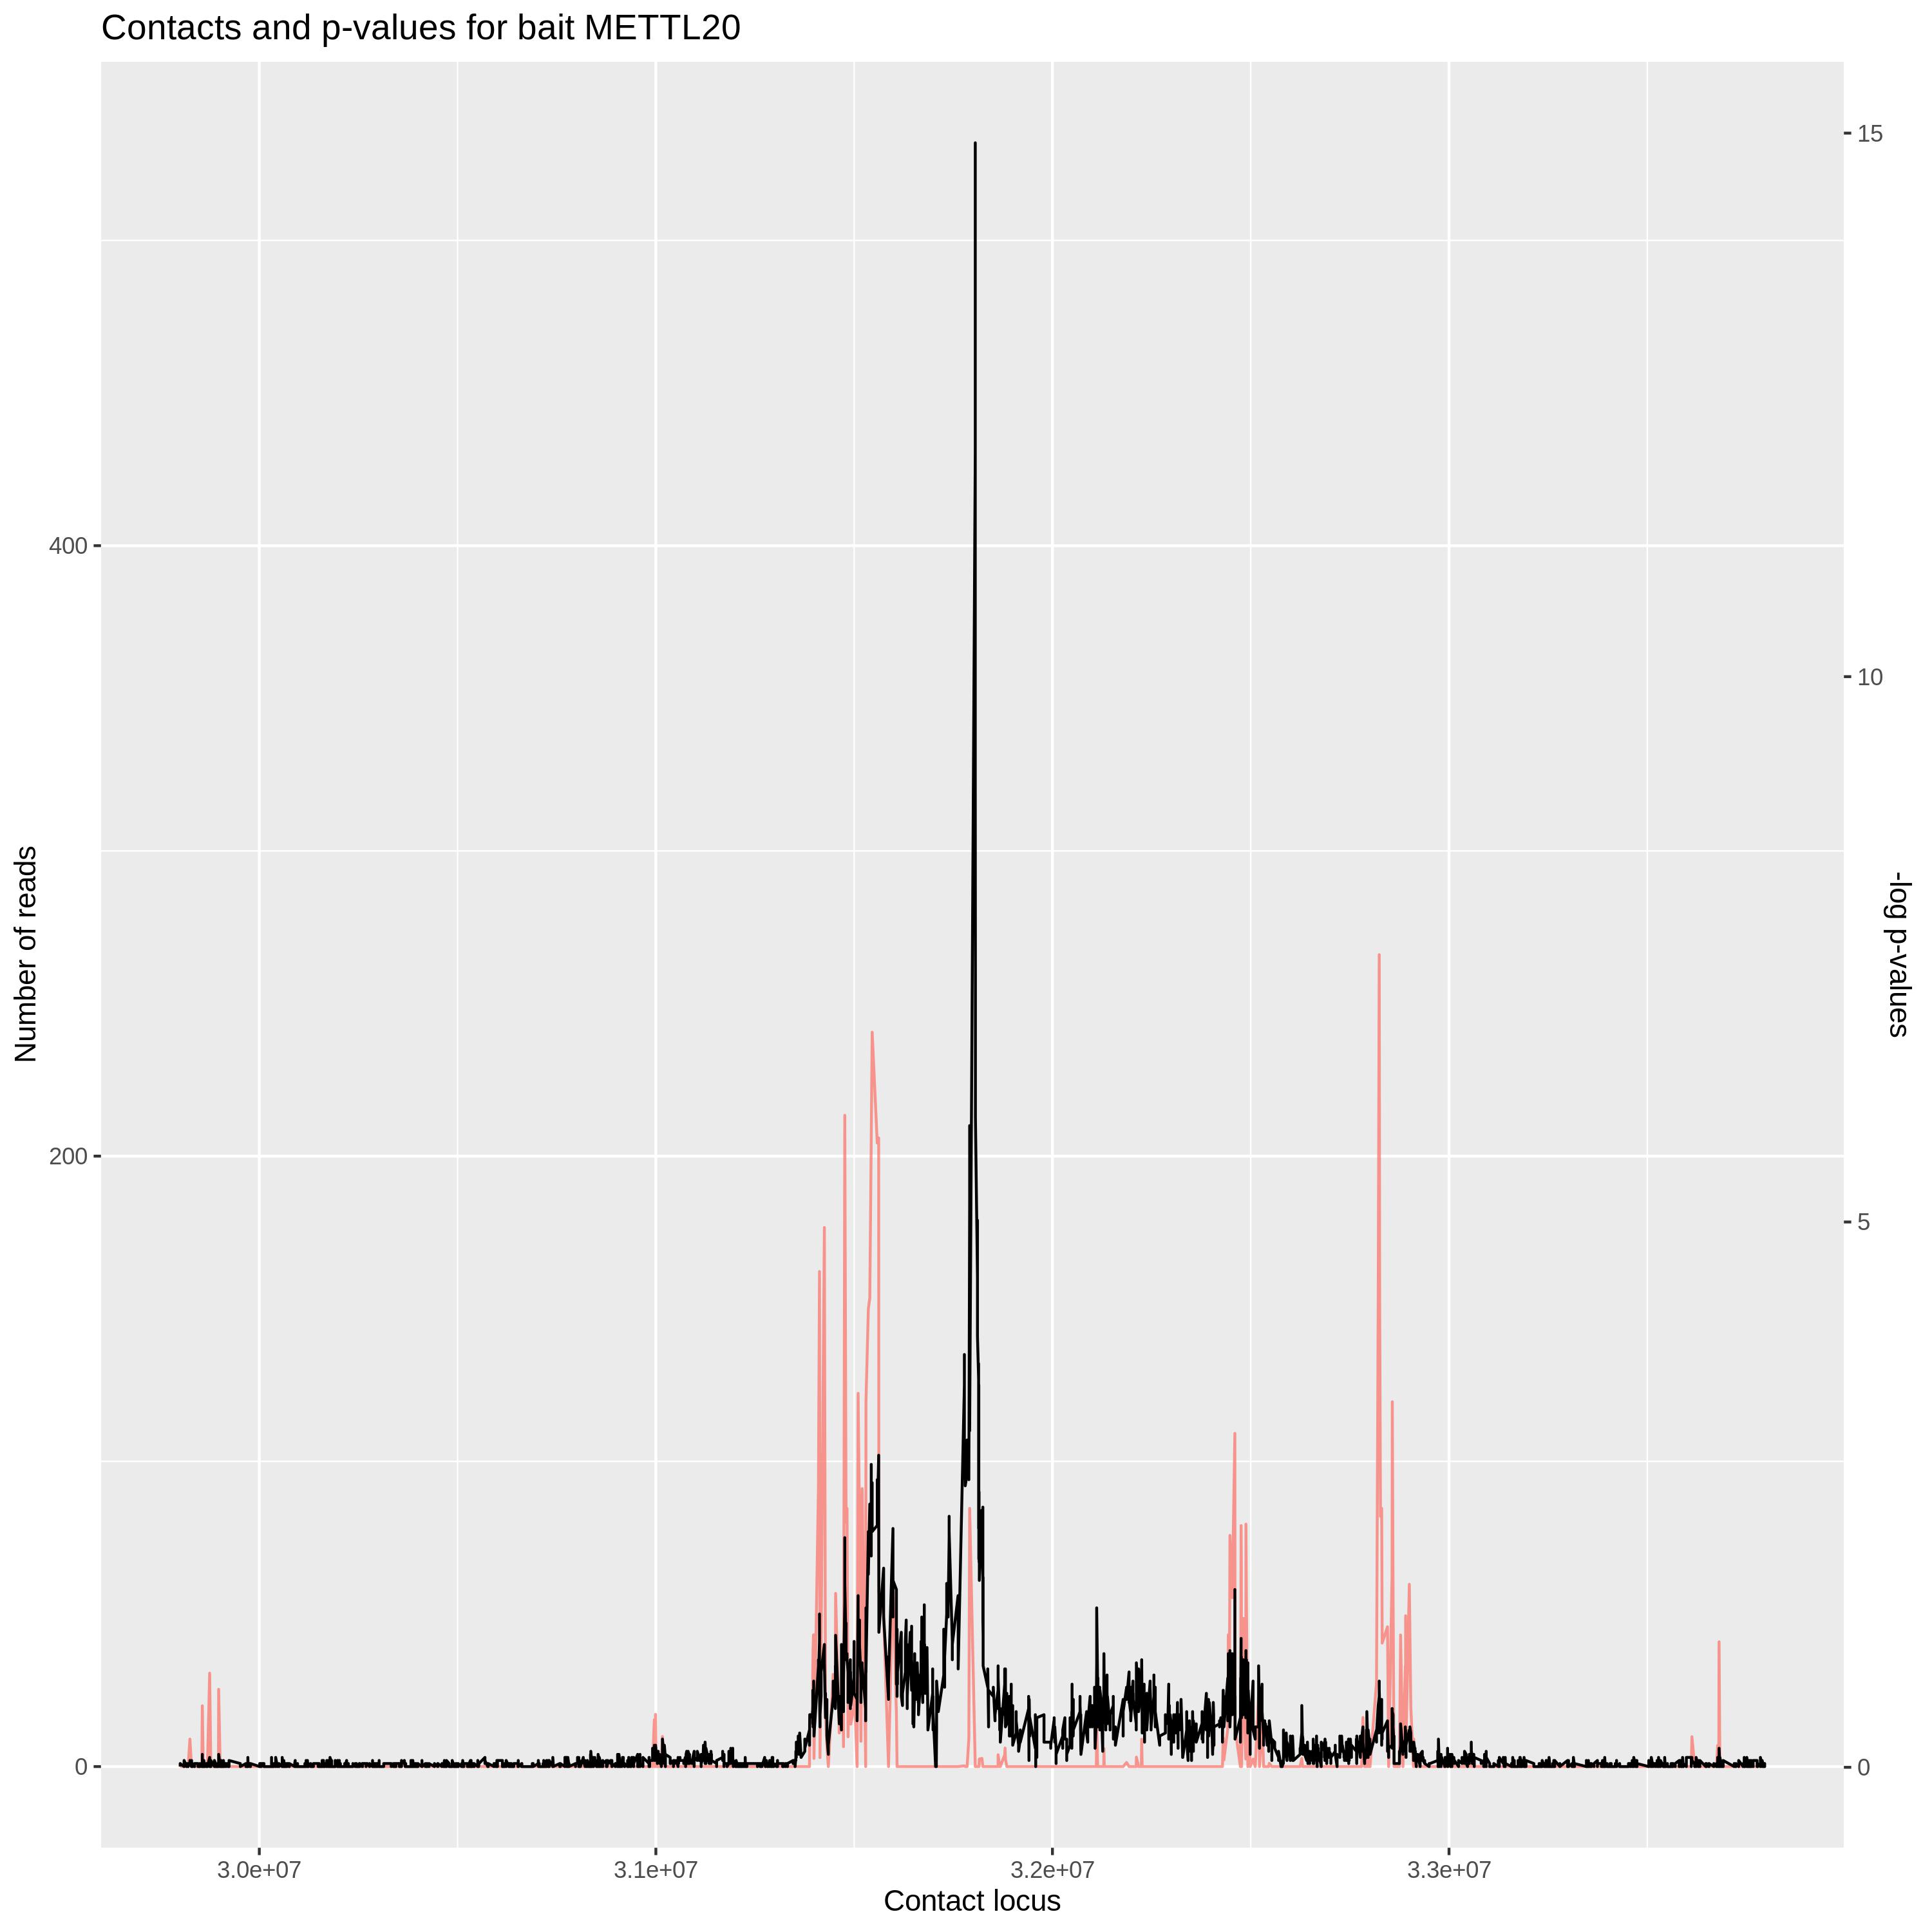 Contacts and p-values for bait METTL20
Number of reads
400
200
0
15
10
5
0
-log p-values
3.0e+07
3.1e+07
3.2e+07
3.3e+07
Contact locus